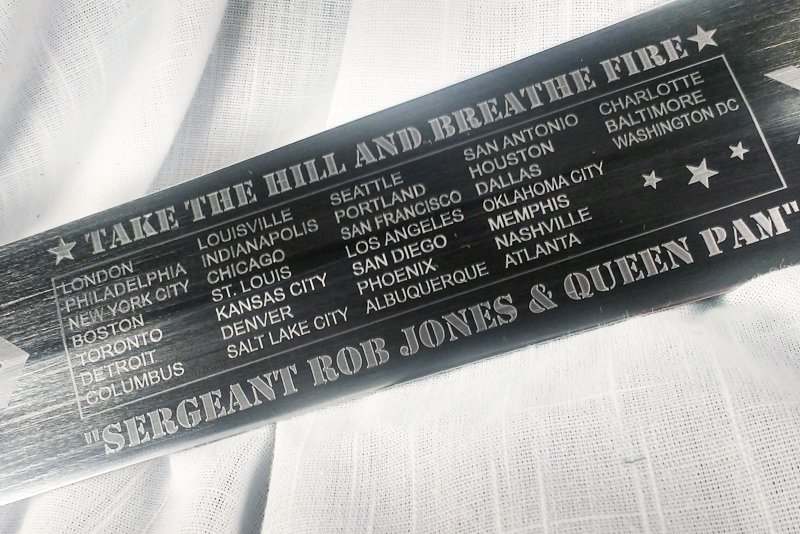 ★ TAKE THE HILL AND BREATHE FIRE ★
LONDON
PHILADELPHIA
NEW YORK CITY
BOSTON
TORONTO
DETROIT
COLUMBUS
LOUISVILLE
INDIANAPOLIS
CHICAGO
ST. LOUIS
KANSAS CITY
DENVER
SALT LAKE CITY
SEATTLE
PORTLAND
SAN FRANCISCO
LOS ANGELES
SAN DIEGO
PHOENIX
ALBUQUERQUE
SAN ANTONIO
HOUSTON
DALLAS
OKLAHOMA CITY
MEMPHIS
NASHVILLE
ATLANTA
CHARLOTTE
BALTIMORE
WASHINGTON DC
"SERGEANT ROB JONES & QUEEN PAM"